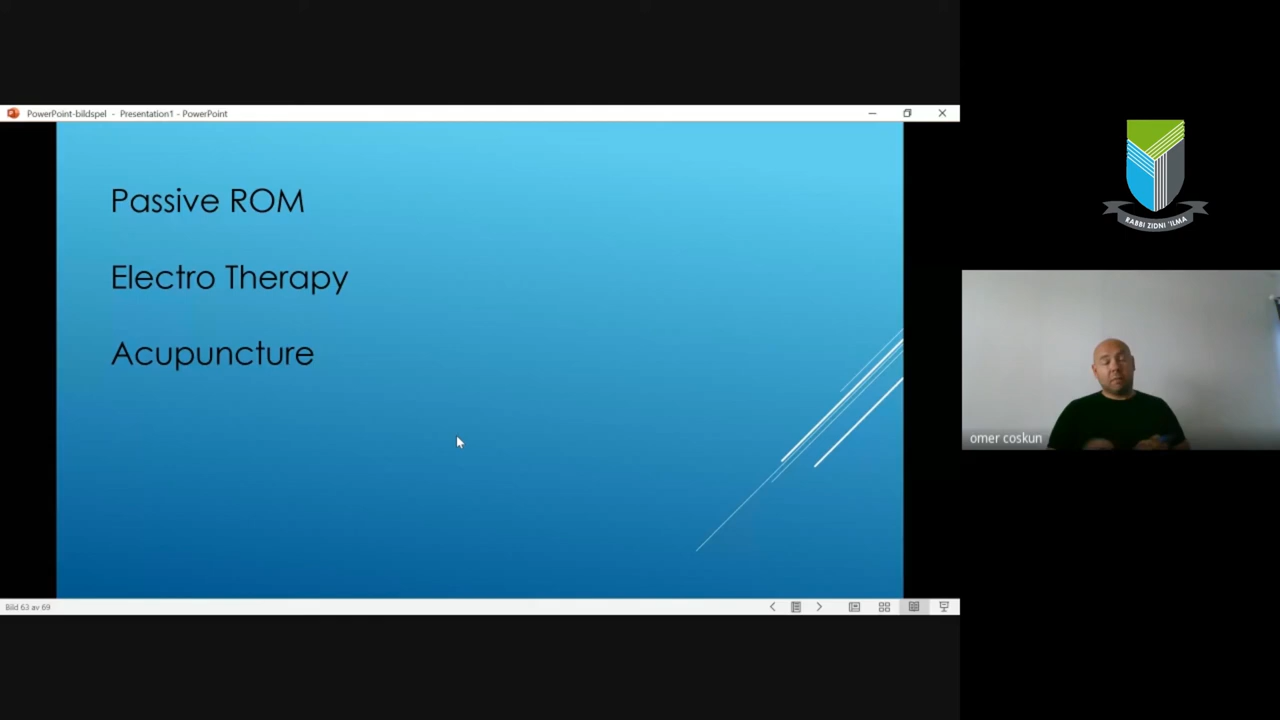 PowerPoint-bildspel - Presentation1 - PowerPoint
Passive ROM
Electro Therapy
Acupuncture
Bild 63 av 69
RABBI ZIDNI 'ILMA
omer coskun